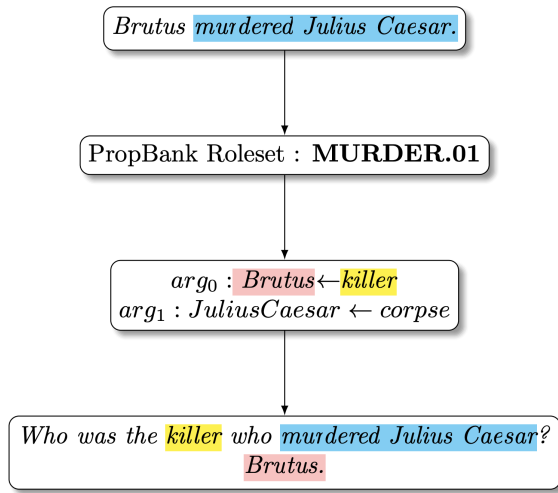 Brutus murdered Julius Caesar.
PropBank Roleset : MURDER.01
arg₀ : Brutus←killer
arg₁ : JuliusCaesar ← corpse
Who was the killer who murdered Julius Caesar?
Brutus.